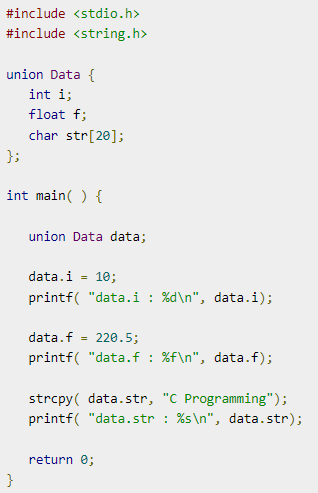 #include <stdio.h>
#include <string.h>

union Data {
   int i;
   float f;
   char str[20];
};

int main( ) {

   union Data data;

   data.i = 10;
   printf( "data.i : %d\n", data.i);

   data.f = 220.5;
   printf( "data.f : %f\n", data.f);

   strcpy( data.str, "C Programming");
   printf( "data.str : %s\n", data.str);

   return 0;
}